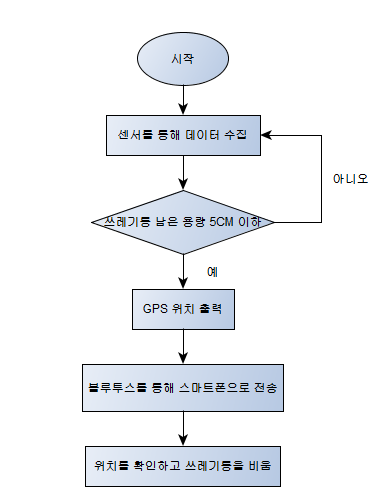 시작
센서를 통해 데이터 수집
아니오
쓰레기통 남은 용량 5CM 이하
예
GPS 위치 출력
블루투스를 통해 스마트폰으로 전송
위치를 확인하고 쓰레기통을 비움